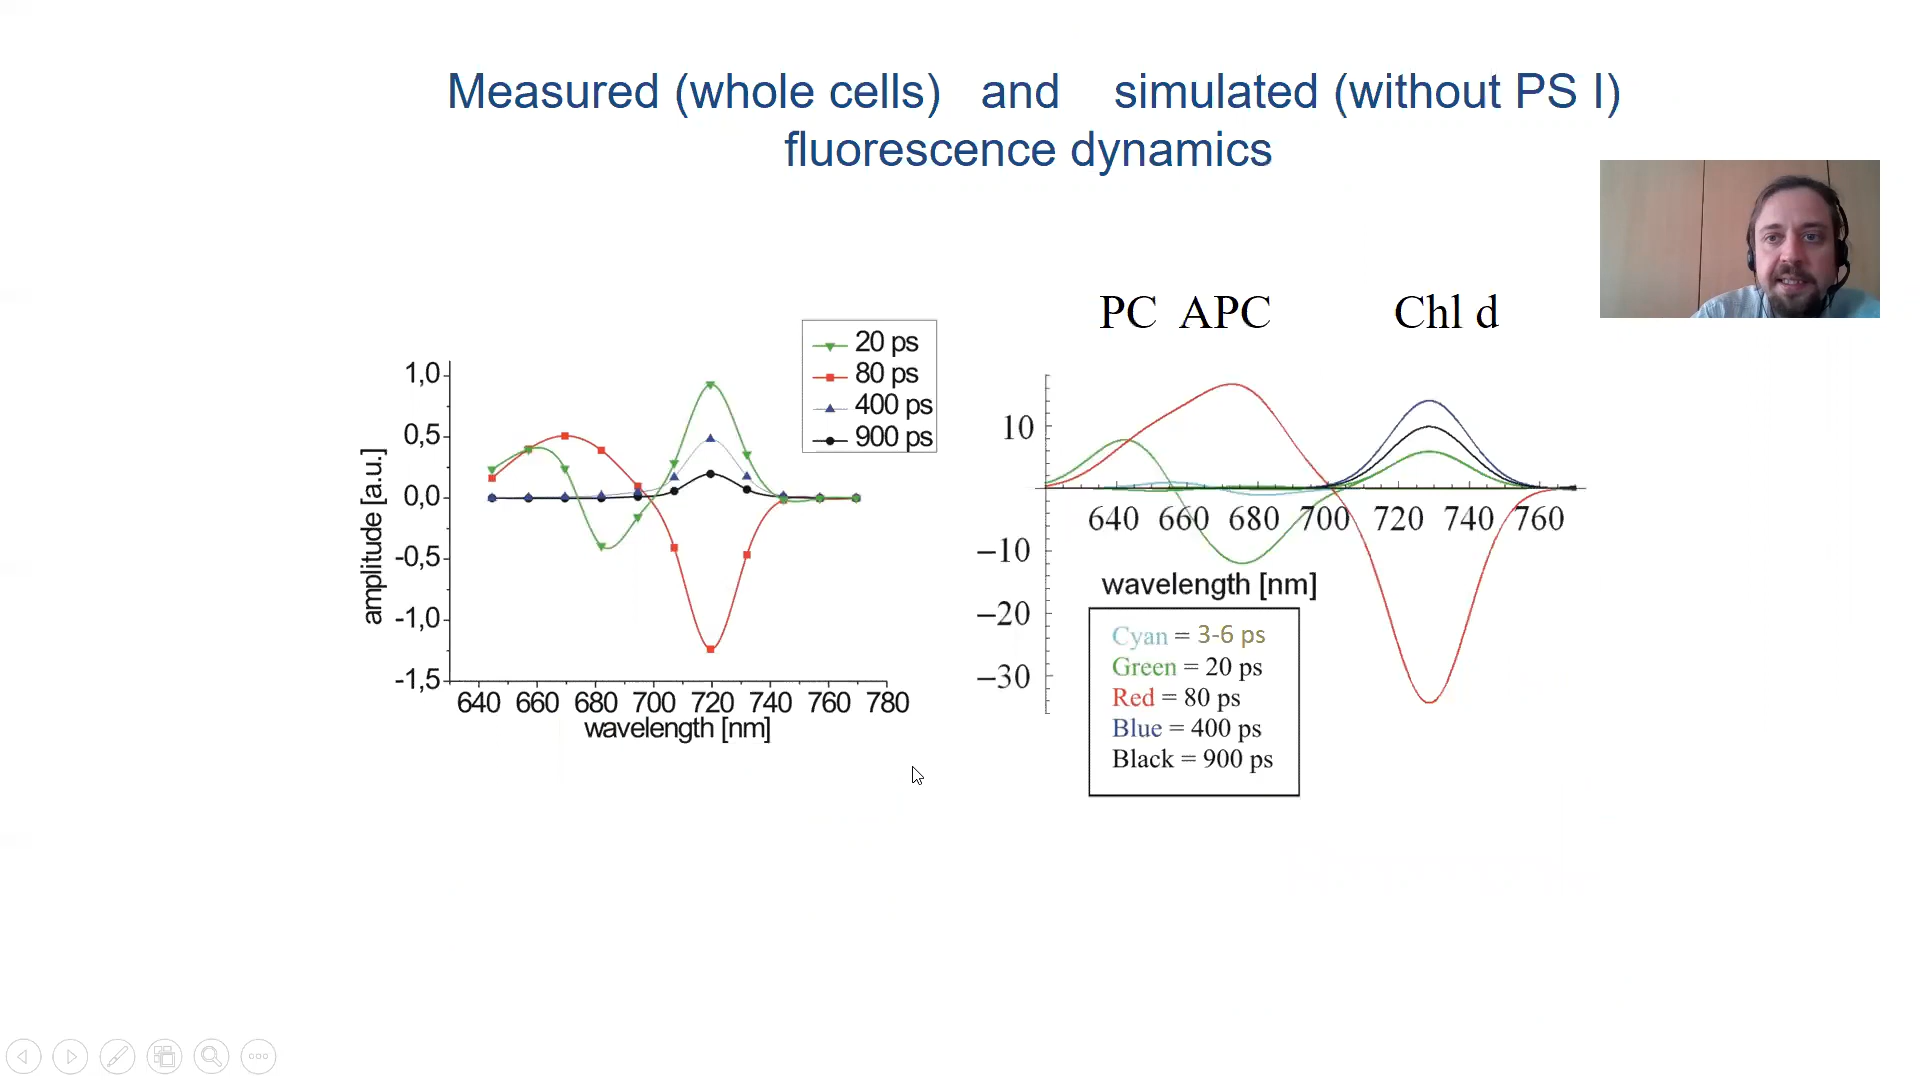 Measured (whole cells) and simulated (without PS I)
fluorescence dynamics
20 ps
80 ps
400 ps
900 ps
1,0
0,5
0,0
-0,5
-1,0
-1,5
amplitude [a.u.]
640 660 680 700 720 740 760 780
wavelength [nm]
PC APC Chl d
10
−10
−20
−30
640 660 680 700 720 740 760
wavelength [nm]
Cyan = 3-6 ps
Green = 20 ps
Red = 80 ps
Blue = 400 ps
Black = 900 ps